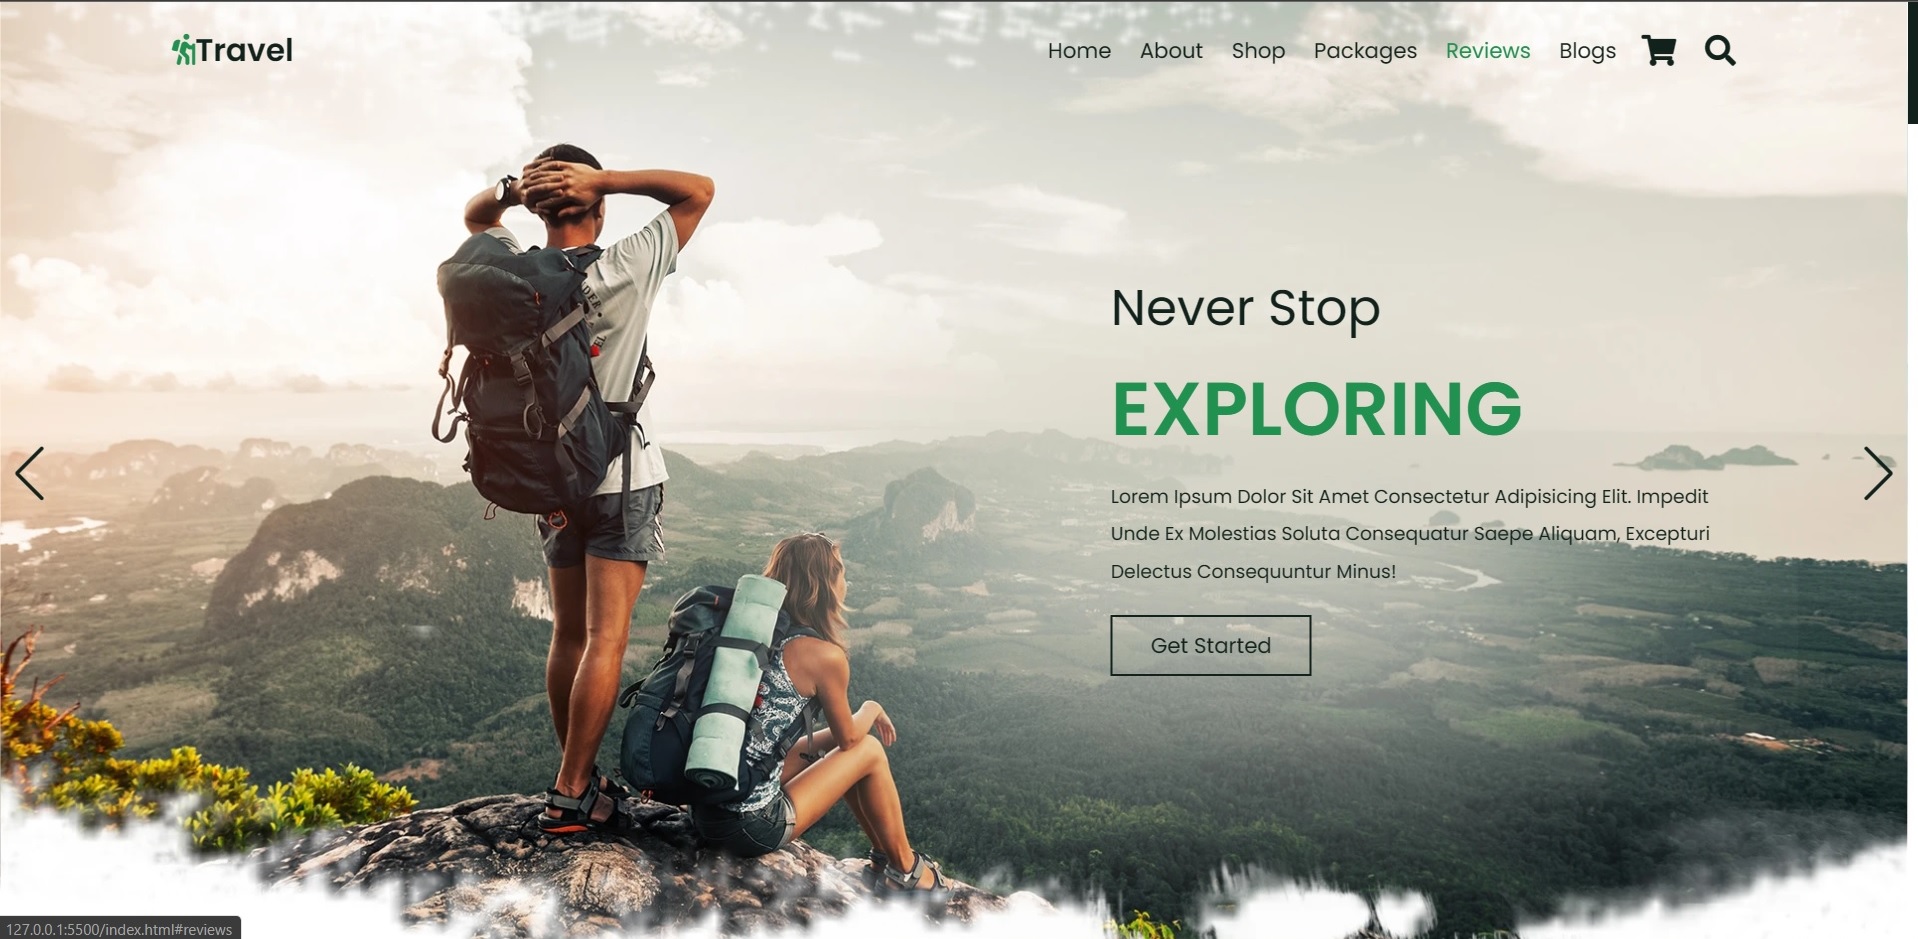 Travel
Home About Shop Packages Reviews Blogs
Never Stop
EXPLORING
Lorem Ipsum Dolor Sit Amet Consectetur Adipisicing Elit. Impedit
Unde Ex Molestias Soluta Consequatur Saepe Aliquam, Excepturi
Delectus Consequuntur Minus!
Get Started
127.0.0.1:5500/index.html#reviews